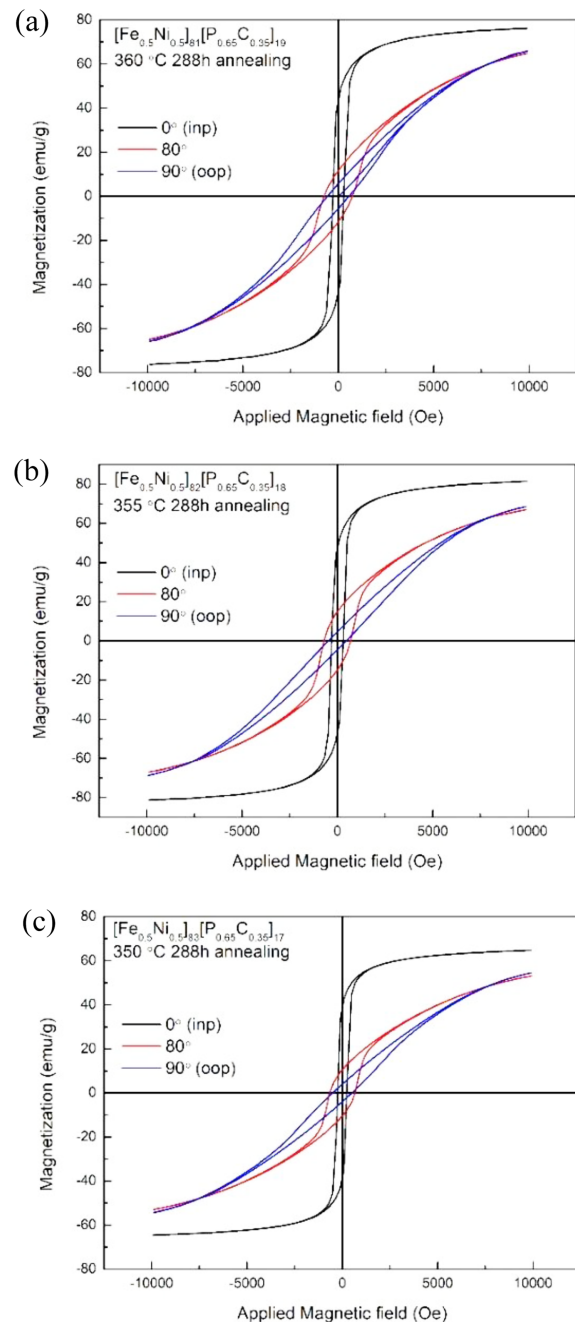 (a)
[Fe0.5Ni0.5]81[P0.65C0.35]19
360 °C 288h annealing
0° (inp)
80°
90° (oop)
80
60
40
20
0
-20
-40
-60
-80
Magnetization (emu/g)
-10000 -5000 0 5000 10000
Applied Magnetic field (Oe)
(b)
[Fe0.5Ni0.5]82[P0.65C0.35]18
355 °C 288h annealing
0° (inp)
80°
90° (oop)
80
60
40
20
0
-20
-40
-60
-80
Magnetization (emu/g)
-10000 -5000 0 5000 10000
Applied Magnetic field (Oe)
(c)
[Fe0.5Ni0.5]83[P0.65C0.35]17
350 °C 288h annealing
0° (inp)
80°
90° (oop)
80
60
40
20
0
-20
-40
-60
-80
Magnetization (emu/g)
-10000 -5000 0 5000 10000
Applied Magnetic field (Oe)